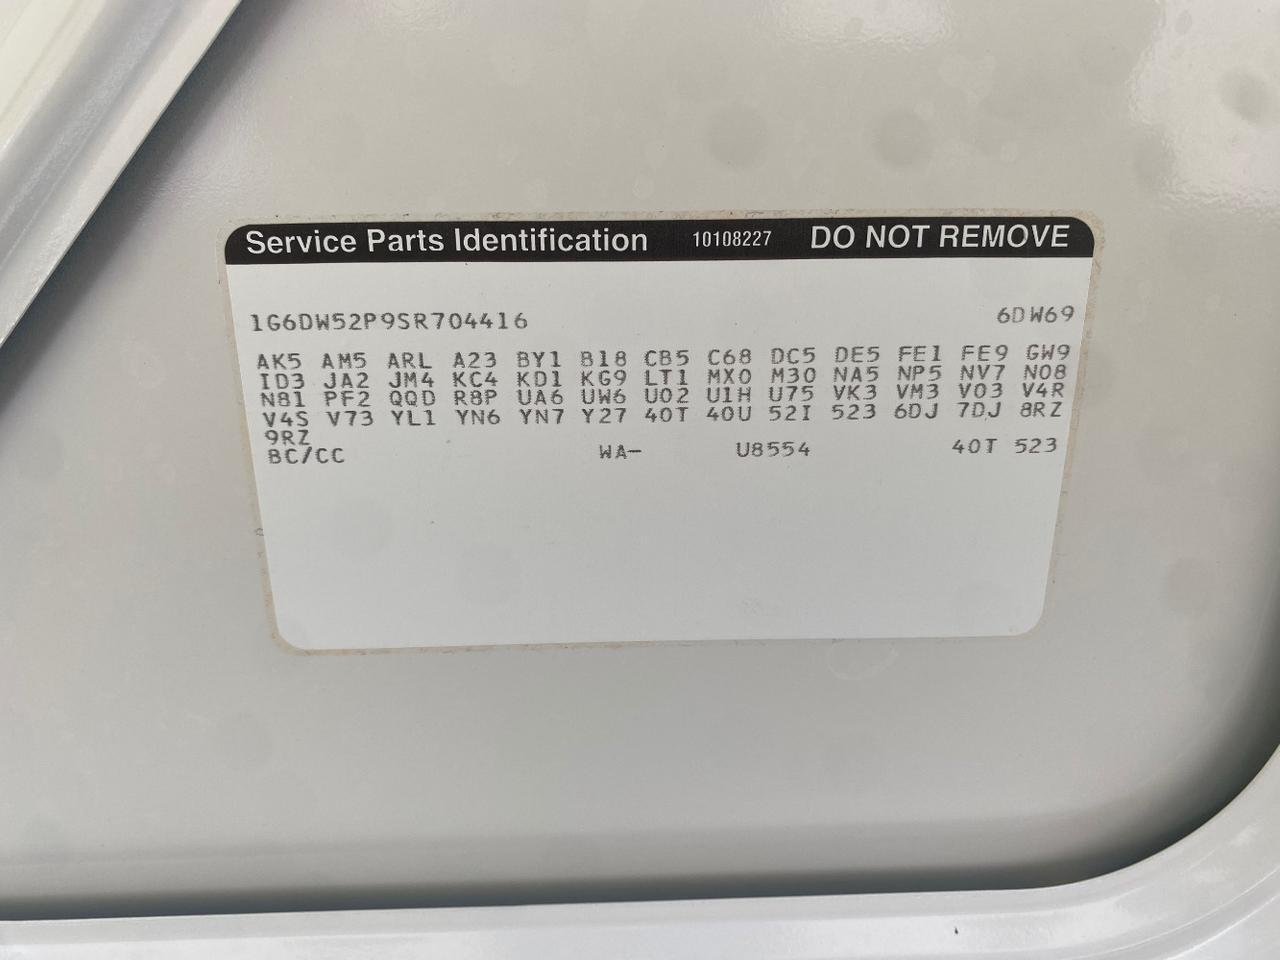 Service Parts Identification 10108227 DO NOT REMOVE
1G6DW52P9SR704416 6DW69
AK5 AM5 ARL A23 BY1 B18 CB5 C68 DC5 DE5 FE1 FE9 GW9
ID3 JA2 JM4 KC4 KD1 KG9 LT1 MX0 M30 NA5 NP5 NV7 N08
N81 PF2 QQD R8P UA6 UW6 U02 U1H U75 VK3 VM3 V03 V4R
V4S V73 YL1 YN6 YN7 Y27 40T 40U 52I 523 6DJ 7DJ 8RZ
9RZ
BC/CC WA- U8554 40T 523